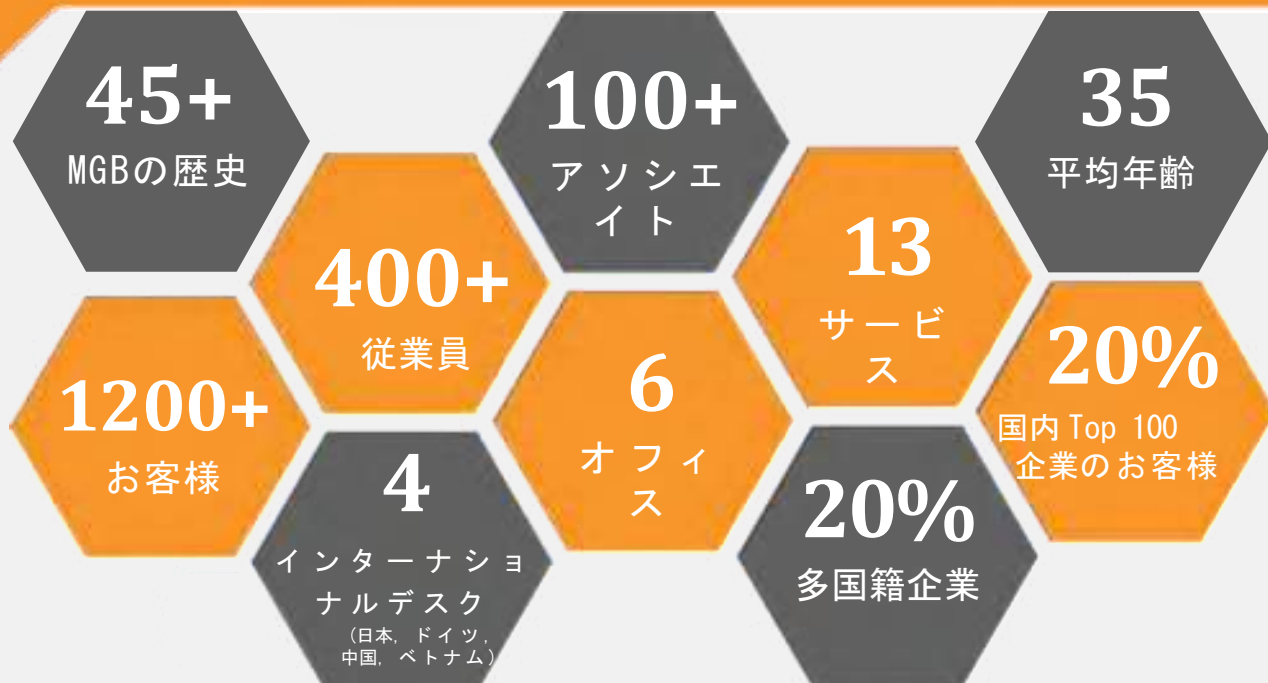 45+
MGBの歴史
100+
アソシエ
イト
35
平均年齢
400+
従業員
13
サービ
ス
1200+
お客様
6
オフィ
ス
20%
国内 Top 100
企業のお客様
4
インターナショ
ナルデスク
(日本, ドイツ,
中国, ベトナム)
20%
多国籍企業